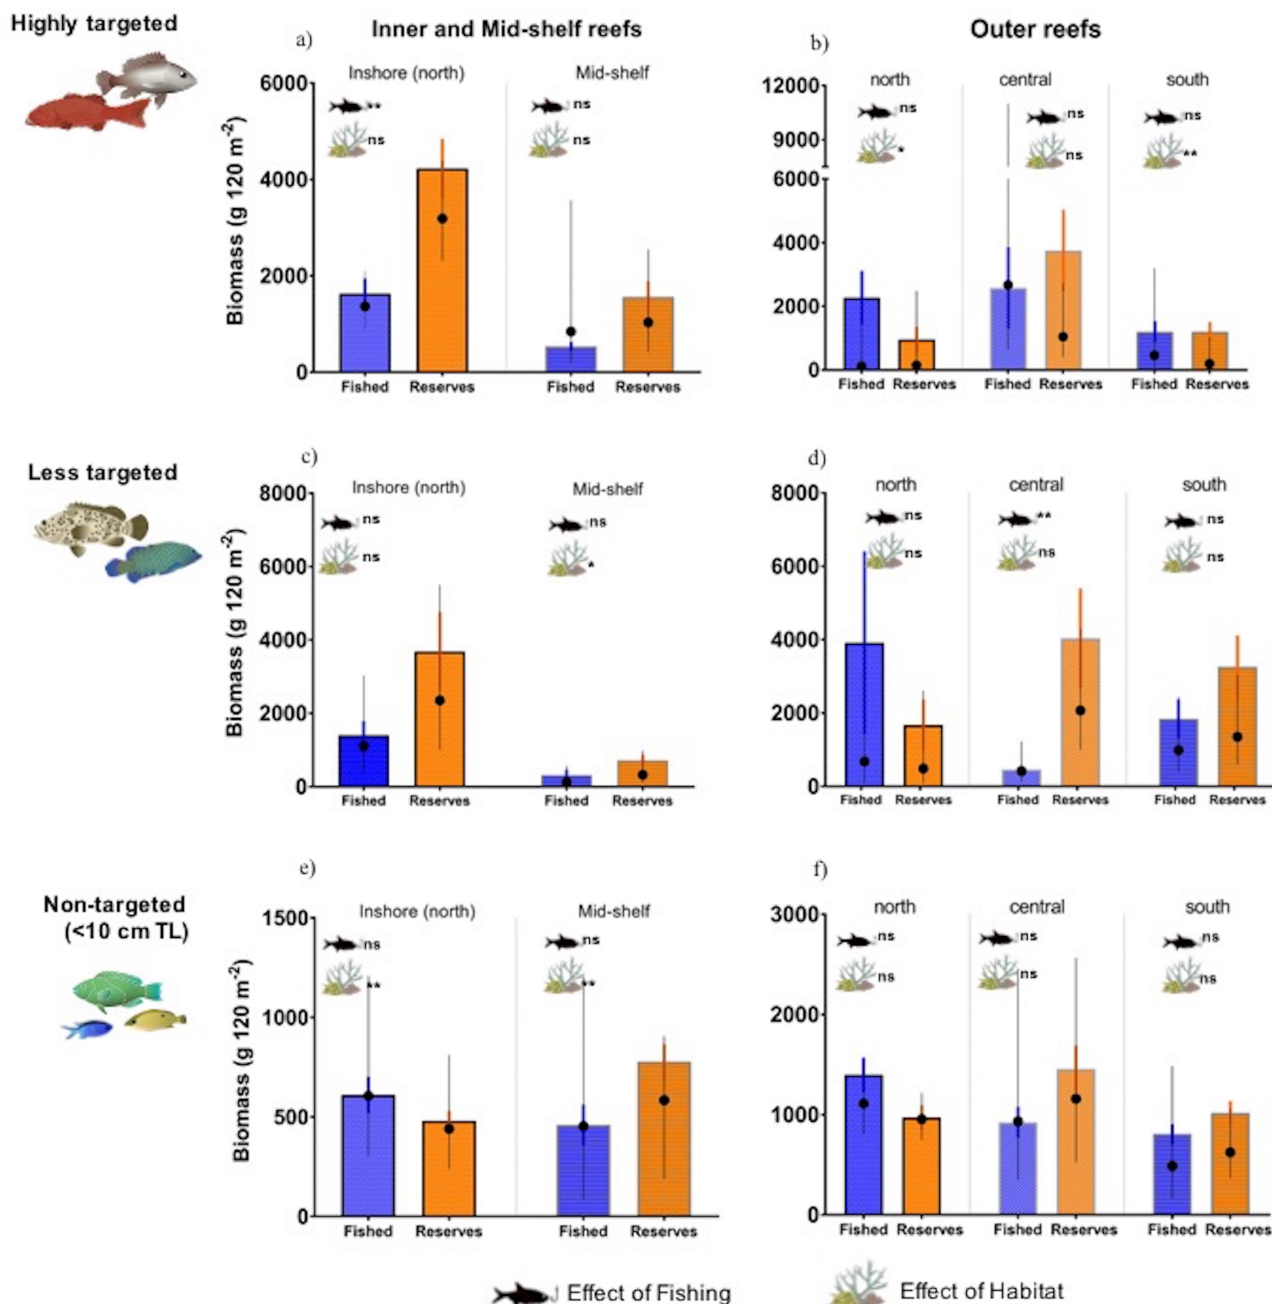 Highly targeted
Inner and Mid-shelf reefs
Outer reefs
a)
Inshore (north)
Mid-shelf
6000
4000
2000
0
Biomass (g 120 m⁻²)
**
ns
ns
ns
Fished
Reserves
Fished
Reserves
b)
north
central
south
12000
9000
6000
4000
2000
0
ns
*
ns
ns
ns
**
Fished
Reserves
Fished
Reserves
Fished
Reserves
Less targeted
c)
Inshore (north)
Mid-shelf
8000
6000
4000
2000
0
Biomass (g 120 m⁻²)
ns
ns
ns
*
Fished
Reserves
Fished
Reserves
d)
north
central
south
8000
6000
4000
2000
0
ns
ns
**
ns
ns
ns
Fished
Reserves
Fished
Reserves
Fished
Reserves
Non-targeted
(<10 cm TL)
e)
Inshore (north)
Mid-shelf
1500
1000
500
0
Biomass (g 120 m⁻²)
ns
**
ns
**
Fished
Reserves
Fished
Reserves
f)
north
central
south
3000
2000
1000
0
ns
ns
ns
ns
ns
ns
Fished
Reserves
Fished
Reserves
Fished
Reserves
Effect of Fishing
Effect of Habitat